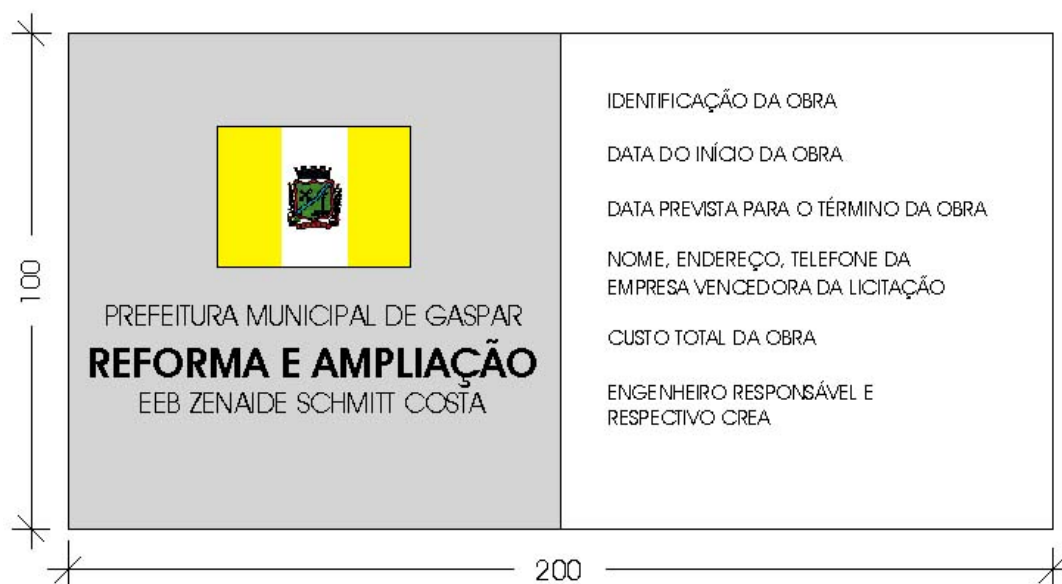 100
PREFEITURA MUNICIPAL DE GASPAR
REFORMA E AMPLIAÇÃO
EEB ZENAIDE SCHMITT COSTA
IDENTIFICAÇÃO DA OBRA
DATA DO INÍCIO DA OBRA
DATA PREVISTA PARA O TÉRMINO DA OBRA
NOME, ENDEREÇO, TELEFONE DA
EMPRESA VENCEDORA DA LICITAÇÃO
CUSTO TOTAL DA OBRA
ENGENHEIRO RESPONSÁVEL E
RESPECTIVO CREA
200